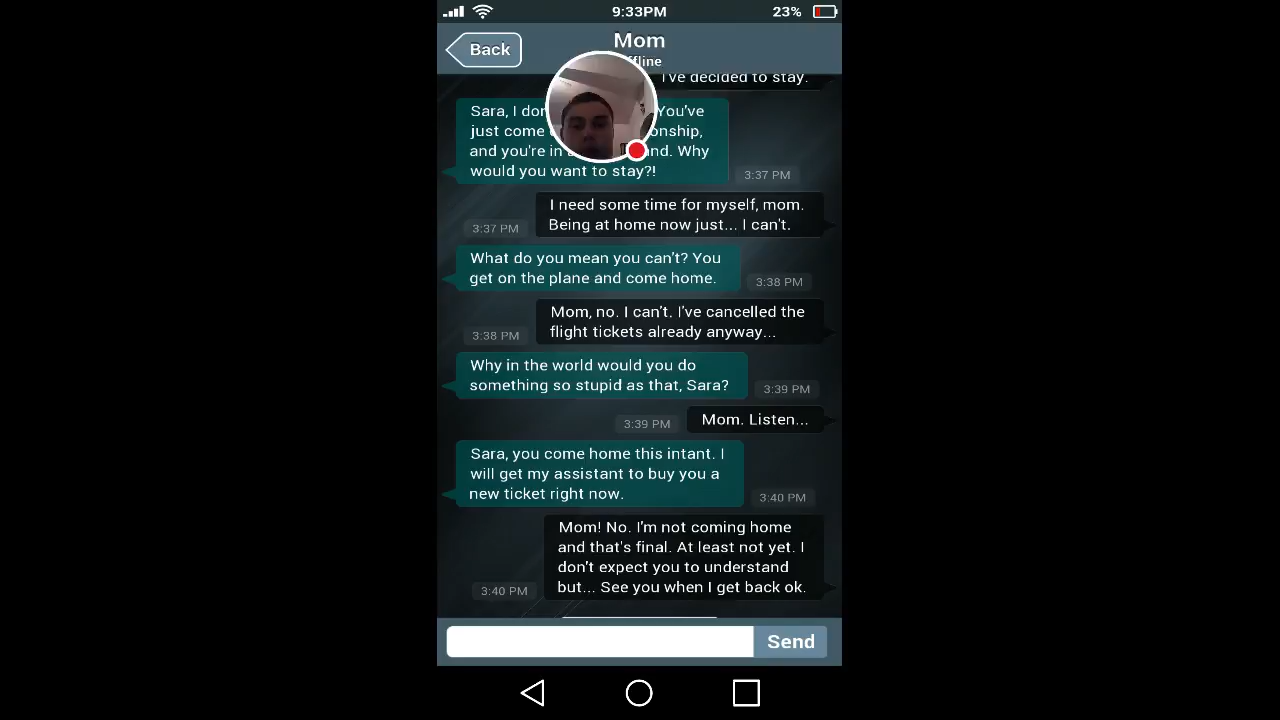 9:33PM
23%
Back
Mom
ffline
I've decided to stay.
Sara, I You've
just come
and you're in Why
would you want to stay?!
3:37 PM
I need some time for myself, mom.
Being at home now just... I can't.
3:37 PM
What do you mean you can't? You
get on the plane and come home.
3:38 PM
Mom, no. I can't. I've cancelled the
flight tickets already anyway...
3:38 PM
Why in the world would you do
something so stupid as that, Sara?
3:39 PM
Mom. Listen...
3:39 PM
Sara, you come home this intant. I
will get my assistant to buy you a
new ticket right now.
3:40 PM
Mom! No. I'm not coming home
and that's final. At least not yet. I
don't expect you to understand
but... See you when I get back ok.
3:40 PM
Send